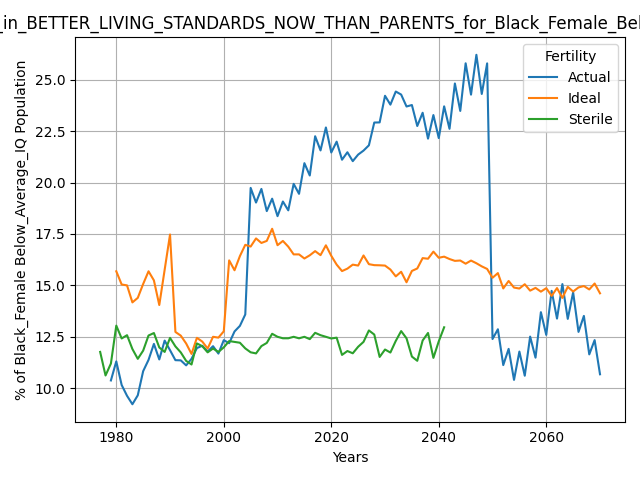 _in_BETTER_LIVING_STANDARDS_NOW_THAN_PARENTS_for_Black_Female_Bel
% of Black_Female Below_Average_IQ Population
25.0
22.5
20.0
17.5
15.0
12.5
10.0
Fertility
Actual
Ideal
Sterile
1980
2000
2020
2040
2060
Years